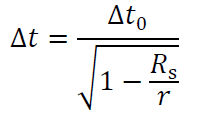 Δt = Δt₀ / √(1 − Rₛ/r)